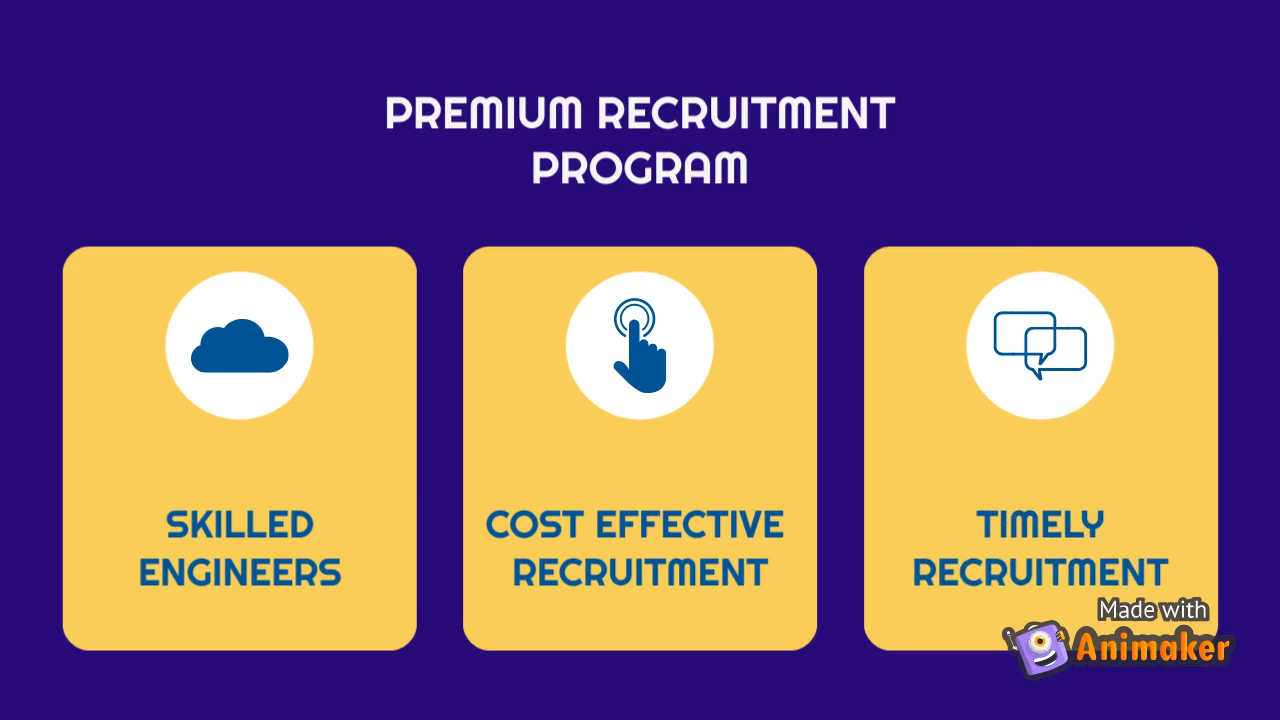 PREMIUM RECRUITMENT
PROGRAM
SKILLED
ENGINEERS
COST EFFECTIVE
RECRUITMENT
TIMELY
RECRUITMENT
Made with
Animaker